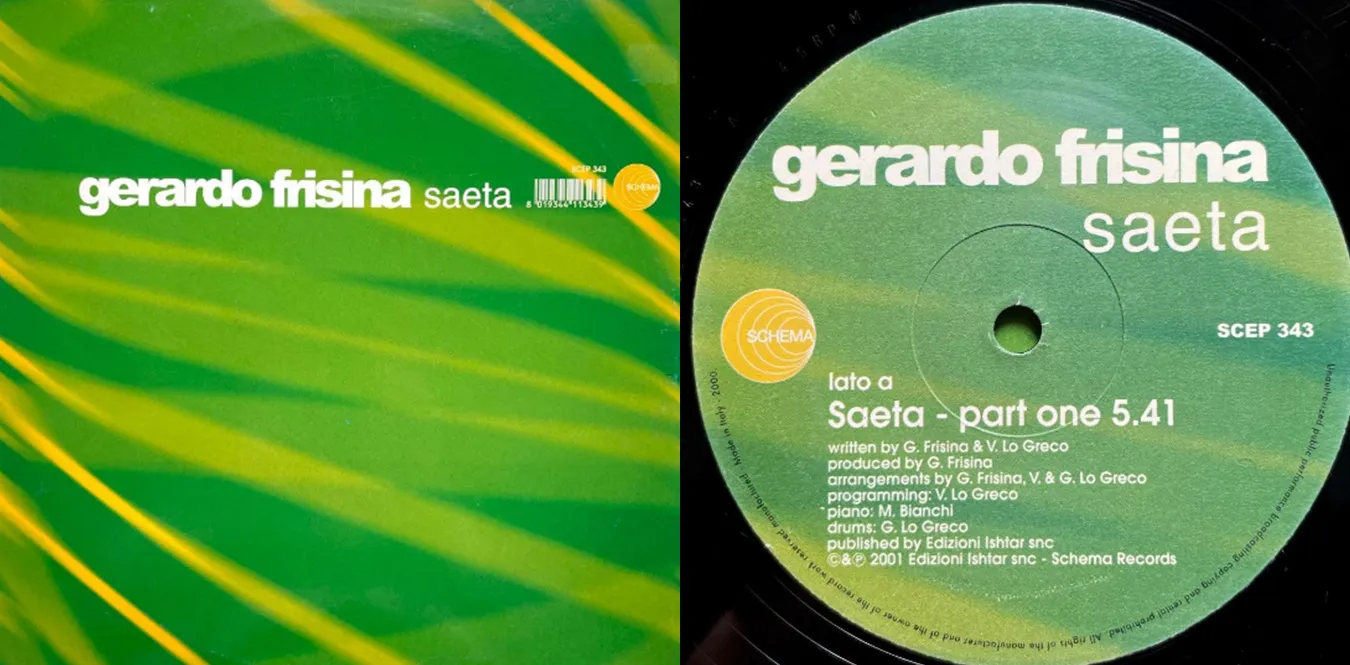 gerardo frisina saeta
SCEP 343
8 019344 113439
SCHEMA
45RPM
gerardo frisina
saeta
SCHEMA
SCEP 343
lato a
Saeta - part one 5.41
written by G. Frisina & V. Lo Greco
produced by G. Frisina
arrangements by G. Frisina, V. & G. Lo Greco
programming: V. Lo Greco
piano: M. Bianchi
drums: G. Lo Greco
published by Edizioni Ishtar snc
©&℗ 2001 Edizioni Ishtar snc - Schema Records
Unauthorized public performance broadcasting copying and rental prohibited. All rights of the manufacturer and of the owner of the record work reserved manufactured. Made in Italy - 2000